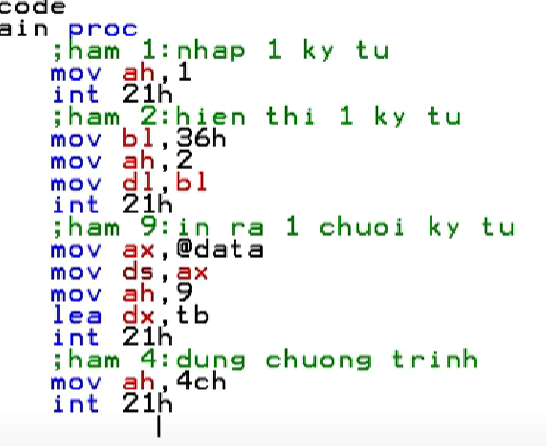 code
ain proc
;ham 1:nhap 1 ky tu
mov ah,1
int 21h
;ham 2:hien thi 1 ky tu
mov bl,36h
mov ah,2
mov dl,bl
int 21h
;ham 9:in ra 1 chuoi ky tu
mov ax,@data
mov ds,ax
mov ah,9
lea dx,tb
int 21h
;ham 4:dung chuong trinh
mov ah,4ch
int 21h